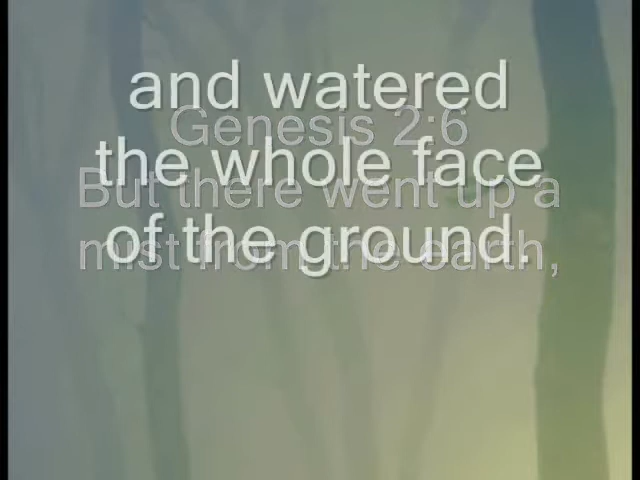 Genesis 2:6
But there went up a
mist from the earth,
and watered
the whole face
of the ground.